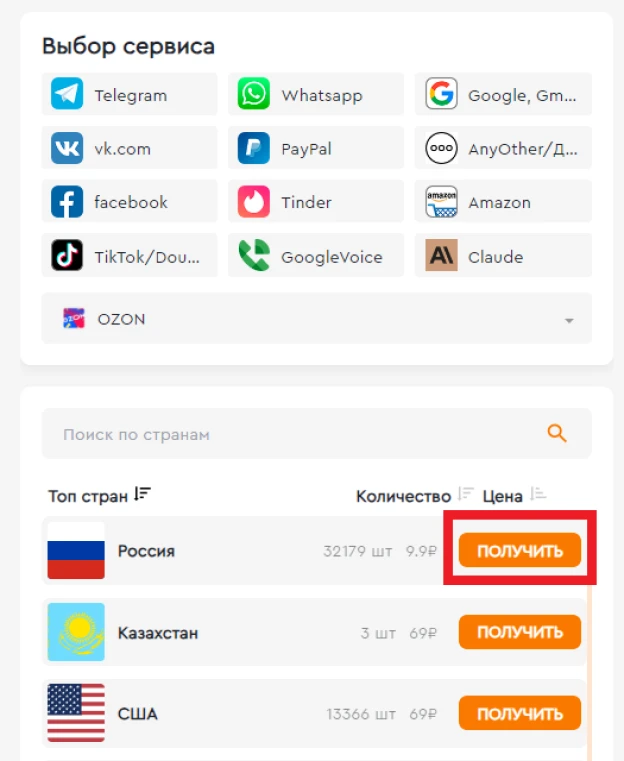 Выбор сервиса
Telegram
Whatsapp
Google, Gm...
vk.com
PayPal
AnyOther/Д...
facebook
Tinder
amazon
Amazon
TikTok/Dou...
GoogleVoice
Claude
OZON
OZON
Поиск по странам
Топ стран Количество Цена
Россия 32179 шт 9.9₽ ПОЛУЧИТЬ
Казахстан 3 шт 69₽ ПОЛУЧИТЬ
США 13366 шт 69₽ ПОЛУЧИТЬ